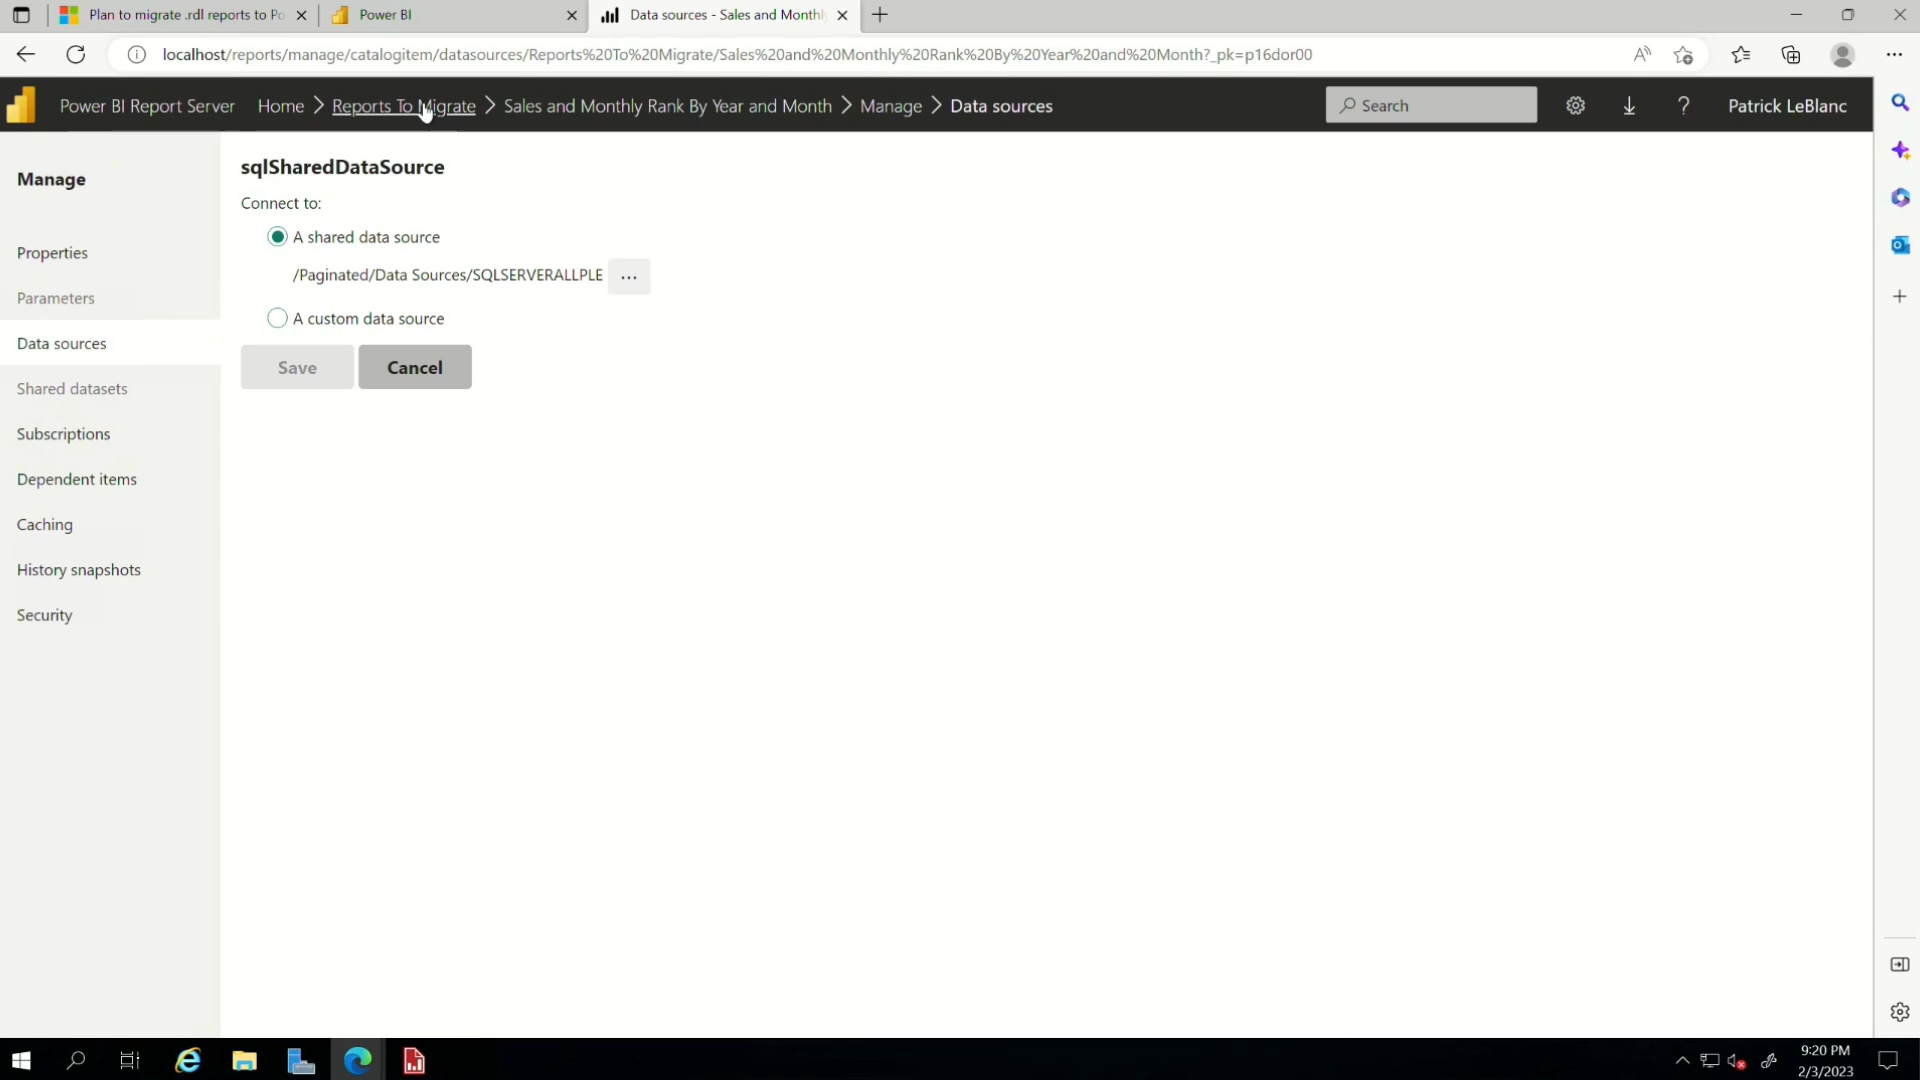 Plan to migrate .rdl reports to Po
Power BI
Data sources - Sales and Monthly
localhost/reports/manage/catalogitem/datasources/Reports%20To%20Migrate/Sales%20and%20Monthly%20Rank%20By%20Year%20and%20Month?_pk=p16dor00
Power BI Report Server Home > Reports To Migrate > Sales and Monthly Rank By Year and Month > Manage > Data sources
Search
? Patrick LeBlanc
Manage
Properties
Parameters
Data sources
Shared datasets
Subscriptions
Dependent items
Caching
History snapshots
Security
sqlSharedDataSource
Connect to:
A shared data source
/Paginated/Data Sources/SQLSERVERALLPLE ...
A custom data source
Save Cancel
9:20 PM
2/3/2023